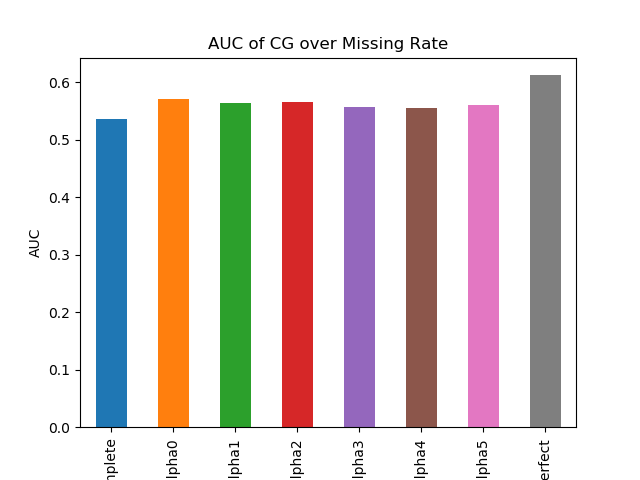 AUC of CG over Missing Rate
AUC
0.6
0.5
0.4
0.3
0.2
0.1
0.0
mplete
lpha0
lpha1
lpha2
lpha3
lpha4
lpha5
erfect